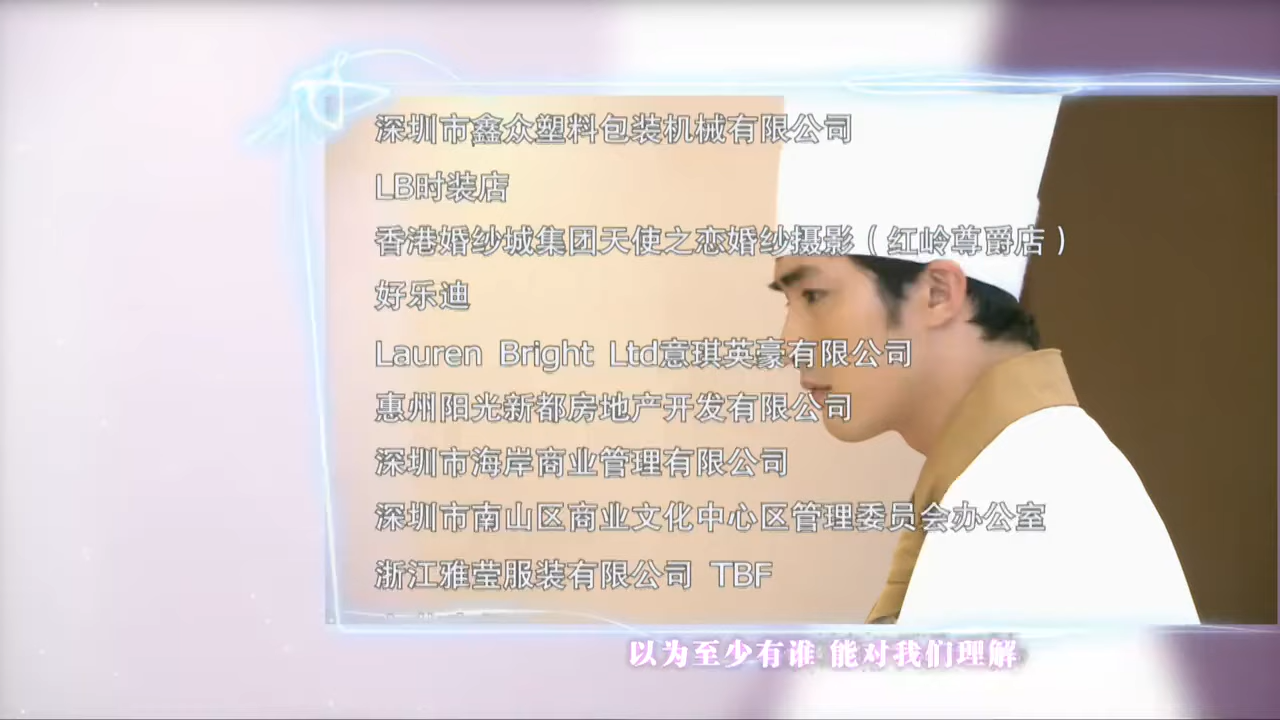 深圳市鑫众塑料包装机械有限公司
LB时装店
香港婚纱城集团天使之恋婚纱摄影（红岭尊爵店）
好乐迪
Lauren Bright Ltd意琪英豪有限公司
惠州阳光新都房地产开发有限公司
深圳市海岸商业管理有限公司
深圳市南山区商业文化中心区管理委员会办公室
浙江雅莹服装有限公司 TBF
以为至少有谁 能对我们理解